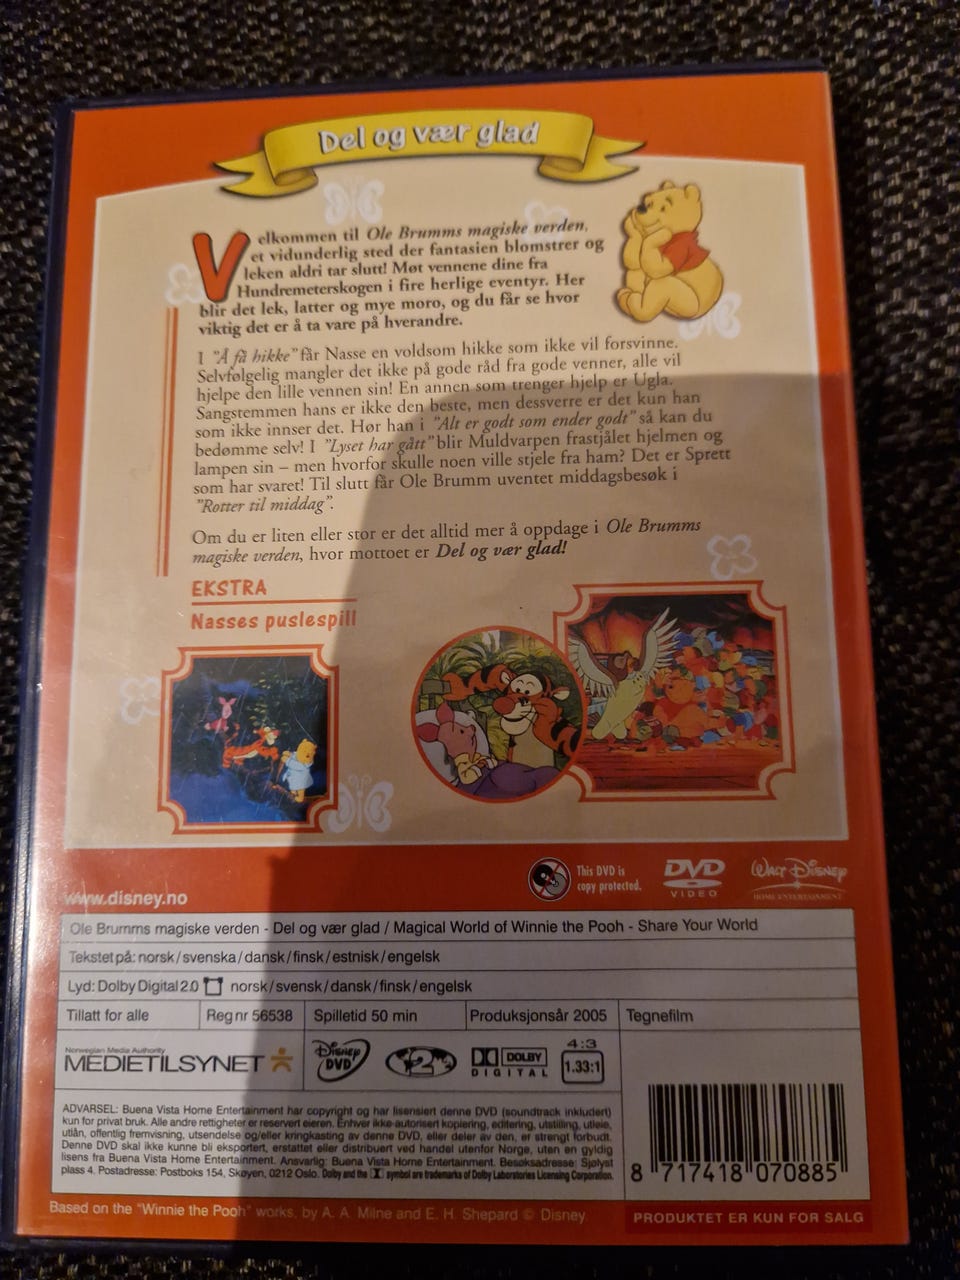 Del og vær glad
Velkommen til Ole Brumms magiske verden,
et vidunderlig sted der fantasien blomstrer og
leken aldri tar slutt! Møt vennene dine fra
Hundremeterskogen i fire herlige eventyr. Her
blir det lek, latter og mye moro, og du får se hvor
viktig det er å ta vare på hverandre.
I "Å få hikke" får Nasse en voldsom hikke som ikke vil forsvinne.
Selvfølgelig mangler det ikke på gode råd fra gode venner, alle vil
hjelpe den lille vennen sin! En annen som trenger hjelp er Ugla.
Sangstemmen hans er ikke den beste, men dessverre er det kun han
som ikke innser det. Hør han i "Alt er godt som ender godt" så kan du
bedømme selv! I "Lyset har gått" blir Muldvarpen frastjålet hjelmen og
lampen sin – men hvorfor skulle noen ville stjele fra ham? Det er Sprett
som har svaret! Til slutt får Ole Brumm uventet middagsbesøk i
"Rotter til middag".
Om du er liten eller stor er det alltid mer å oppdage i Ole Brumms
magiske verden, hvor mottoet er Del og vær glad!
EKSTRA
Nasses puslespill
This DVD is
copy protected.
DVD
VIDEO
WALT DISNEY
HOME ENTERTAINMENT
www.disney.no
Ole Brumms magiske verden - Del og vær glad / Magical World of Winnie the Pooh - Share Your World
Tekstet på: norsk/svenska/dansk/finsk/estnisk/engelsk
Lyd: Dolby Digital 2.0 norsk/svensk/dansk/finsk/engelsk
Tillatt for alle Reg nr 56538 Spilletid 50 min Produksjonsår 2005 Tegnefilm
Norwegian Media Authority
MEDIETILSYNET
Disney DVD
2
DOLBY
DIGITAL
4:3
1.33:1
ADVARSEL: Buena Vista Home Entertainment har copyright og har lisensiert denne DVD (soundtrack inkludert)
kun for privat bruk. Alle andre rettigheter er reservert eieren. Enhver ikke-autorisert kopiering, editering, utstilling, utleie,
utlån, offentlig fremvisning, utsendelse og/eller kringkasting av denne DVD, eller deler av den, er strengt forbudt.
Denne DVD skal ikke kunne bli eksportert, erstattet eller distribuert ved handel utenfor Norge, uten en gyldig
lisens fra Buena Vista Home Entertainment. Ansvarlig: Buena Vista Home Entertainment. Besøksadresse: Sjølyst
plass 4. Postadresse: Postboks 154, Skøyen, 0212 Oslo. Dolby and the symbol are trademarks of Dolby Laboratories Licensing Corporation.
8 717418 070885
Based on the "Winnie the Pooh" works, by A. A. Milne and E. H. Shepard © Disney
PRODUKTET ER KUN FOR SALG